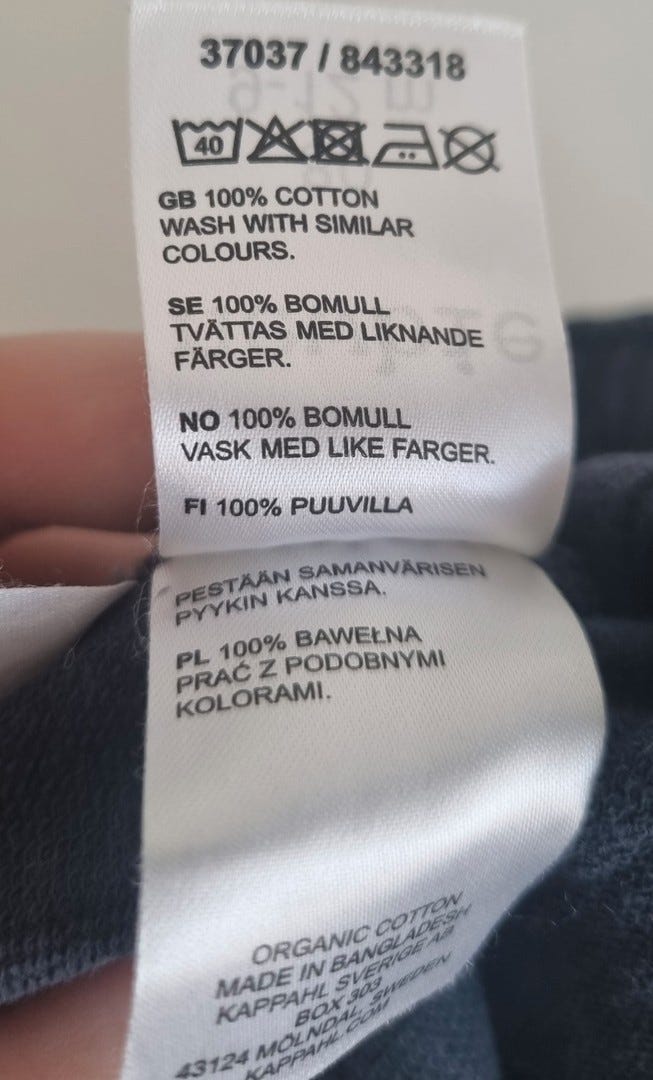 37037 / 843318
40
GB 100% COTTON
WASH WITH SIMILAR
COLOURS.
SE 100% BOMULL
TVÄTTAS MED LIKNANDE
FÄRGER.
NO 100% BOMULL
VASK MED LIKE FARGER.
FI 100% PUUVILLA
PESTÄÄN SAMANVÄRISEN
PYYKIN KANSSA.
PL 100% BAWEŁNA
PRAĆ Z PODOBNYMI
KOLORAMI.
ORGANIC COTTON
MADE IN BANGLADESH
KAPPAHL SVERIGE AB
BOX 303,
43124 MÖLNDAL, SWEDEN
KAPPAHL.COM